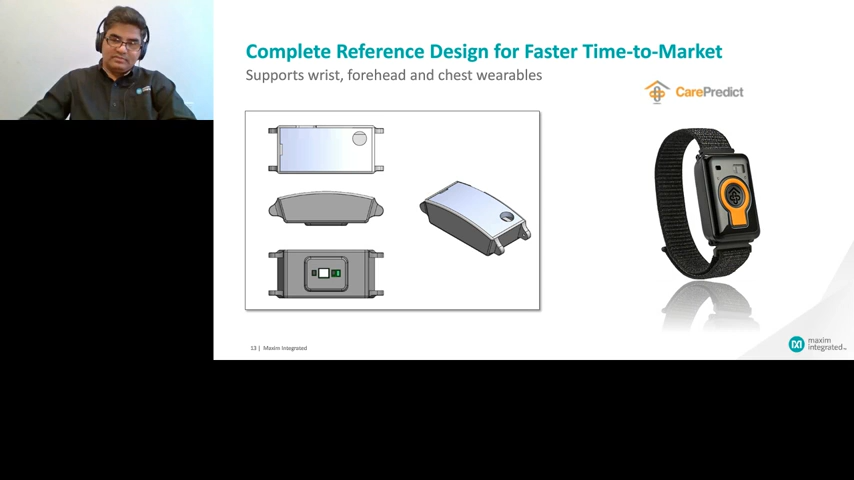 Complete Reference Design for Faster Time-to-Market
Supports wrist, forehead and chest wearables
CarePredict
13 | Maxim Integrated
maxim
integrated™